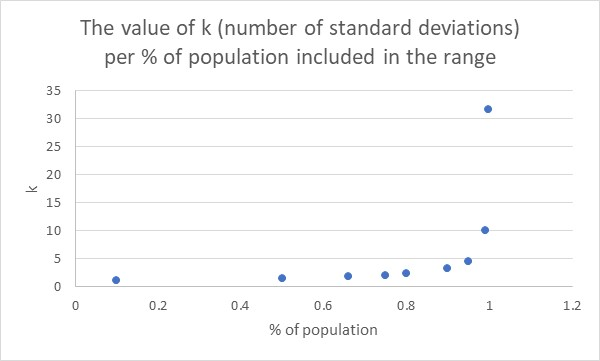 The value of k (number of standard deviations)
per % of population included in the range
35
30
25
20
15
10
5
0
k
0 0.2 0.4 0.6 0.8 1 1.2
% of population